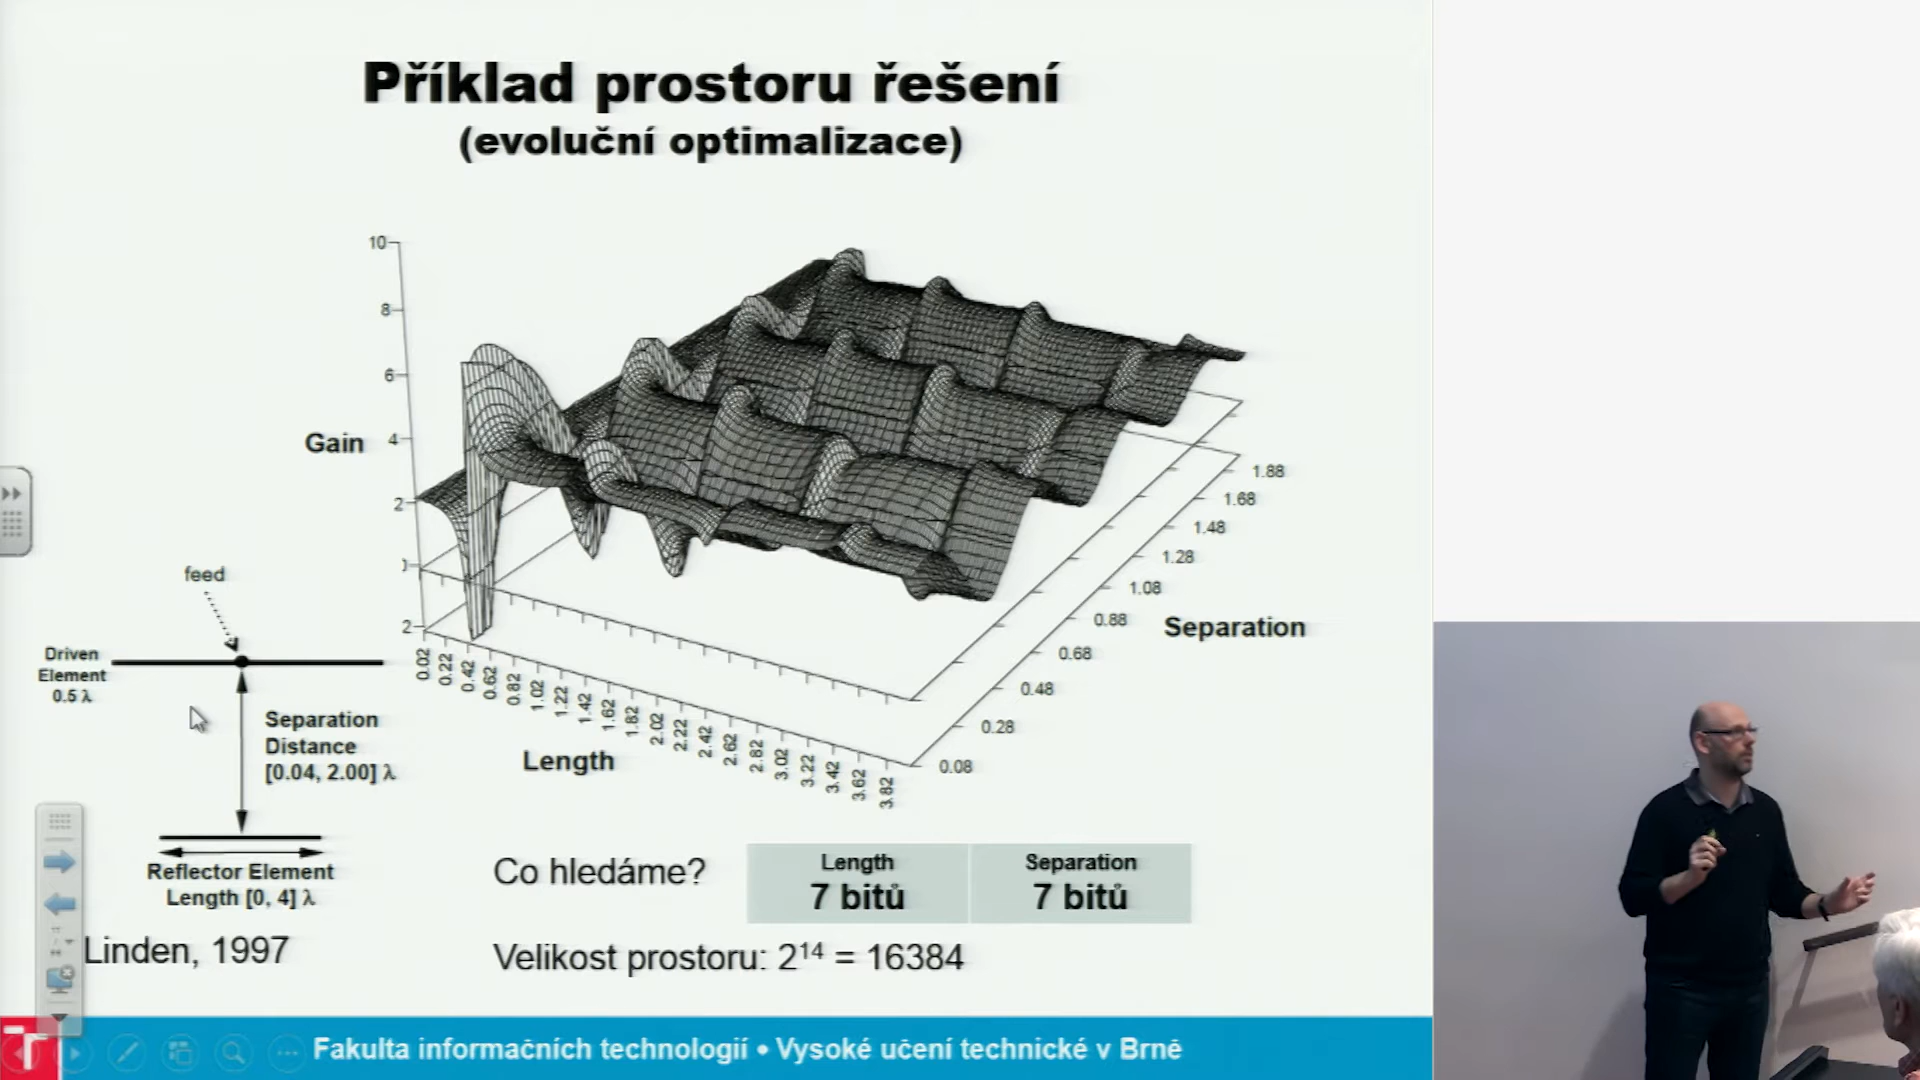 Příklad prostoru řešení
(evoluční optimalizace)
10
8
6
4
2
2
Gain
0.02
0.22
0.42
0.62
0.82
1.02
1.22
1.42
1.62
1.82
2.02
2.22
2.42
2.62
2.82
3.02
3.22
3.42
3.62
3.82
Length
0.08
0.28
0.48
0.68
0.88
1.08
1.28
1.48
1.68
1.88
Separation
feed
Driven
Element
0.5 λ
Separation
Distance
[0.04, 2.00] λ
Reflector Element
Length [0, 4] λ
Linden, 1997
Co hledáme?
Length
7 bitů
Separation
7 bitů
Velikost prostoru: 2¹⁴ = 16384
Fakulta informačních technologií • Vysoké učení technické v Brně